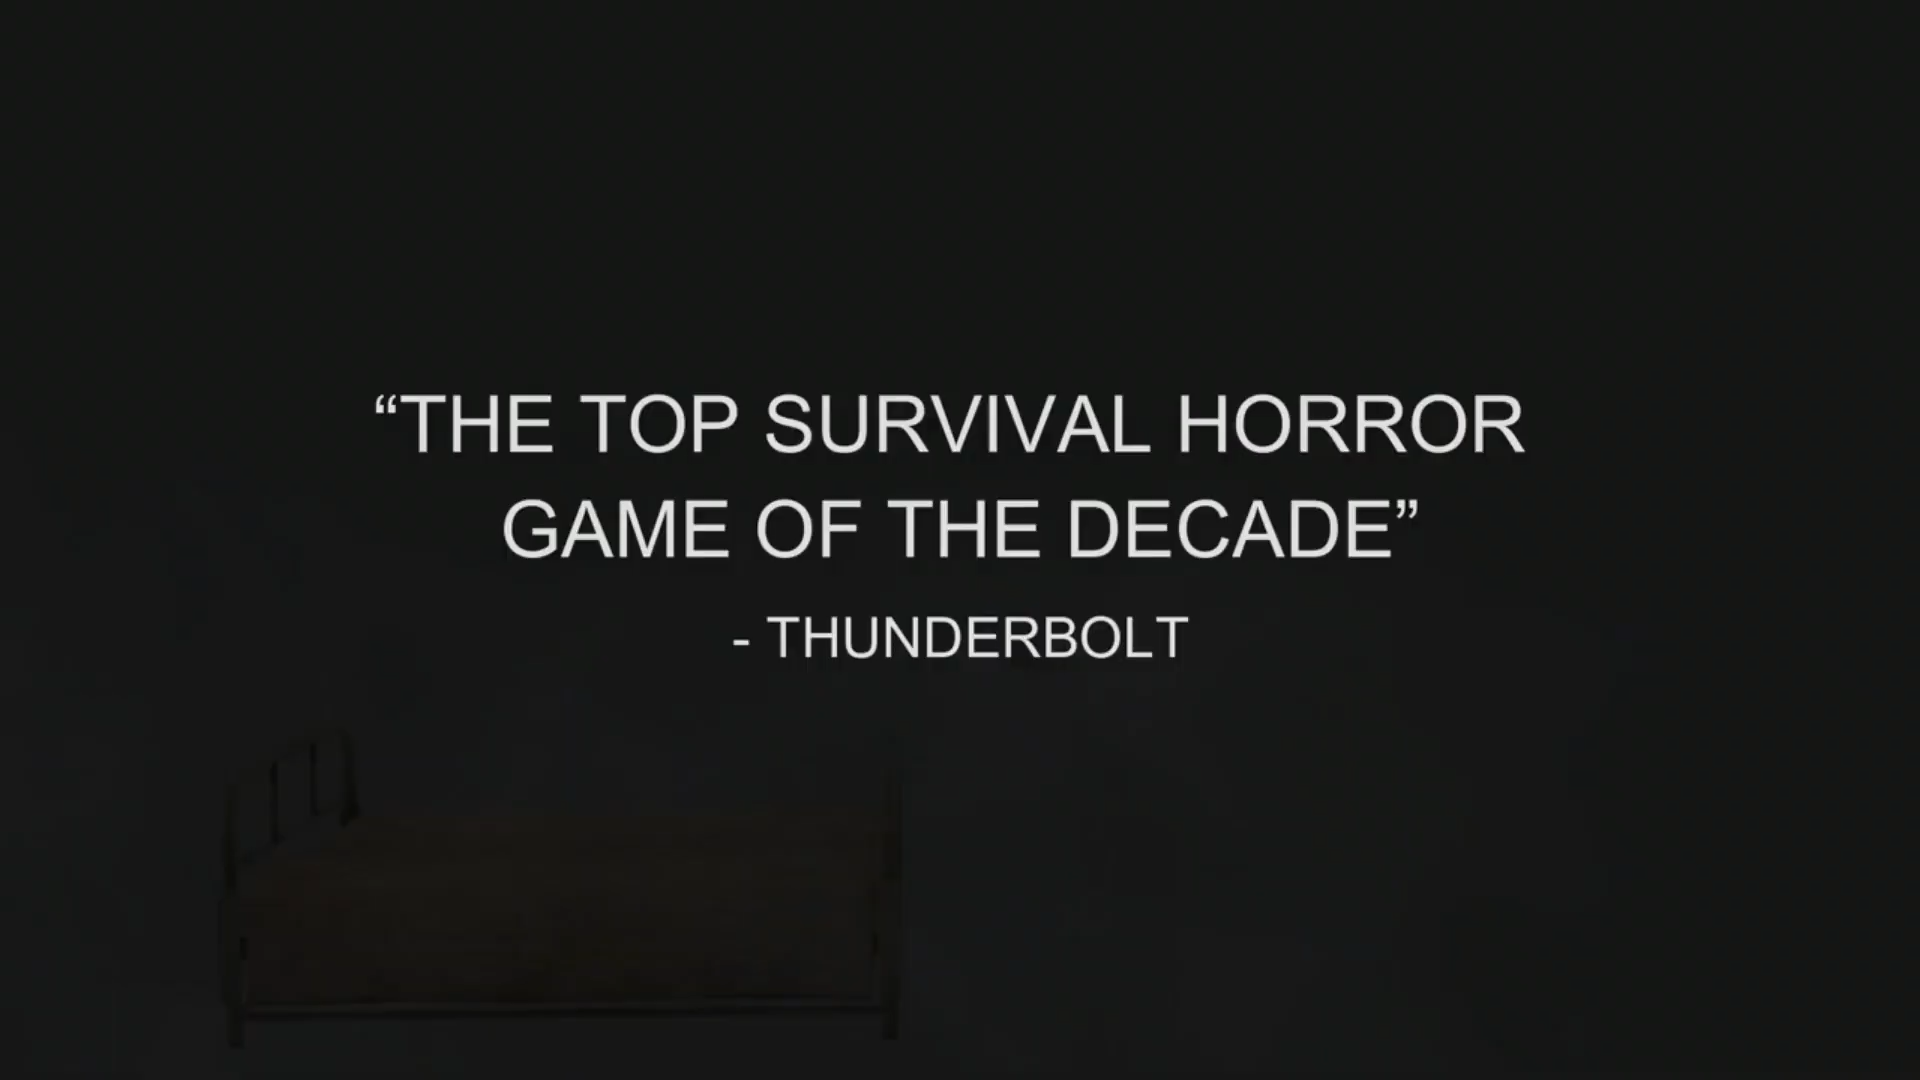 “THE TOP SURVIVAL HORROR
GAME OF THE DECADE”
- THUNDERBOLT